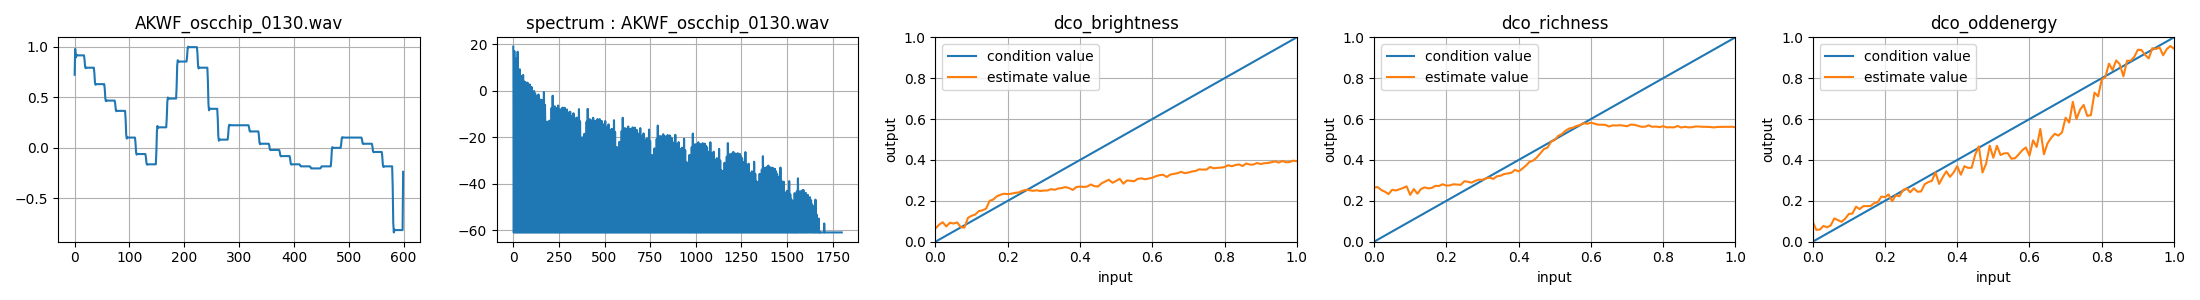 AKWF_oscchip_0130.wav
1.0
0.5
0.0
−0.5
0 100 200 300 400 500 600
spectrum : AKWF_oscchip_0130.wav
20
0
−20
−40
−60
0 250 500 750 1000 1250 1500 1750
dco_brightness
condition value
estimate value
output
1.0
0.8
0.6
0.4
0.2
0.0
0.0 0.2 0.4 0.6 0.8 1.0
input
dco_richness
condition value
estimate value
output
1.0
0.8
0.6
0.4
0.2
0.0
0.0 0.2 0.4 0.6 0.8 1.0
input
dco_oddenergy
condition value
estimate value
output
1.0
0.8
0.6
0.4
0.2
0.0
0.0 0.2 0.4 0.6 0.8 1.0
input